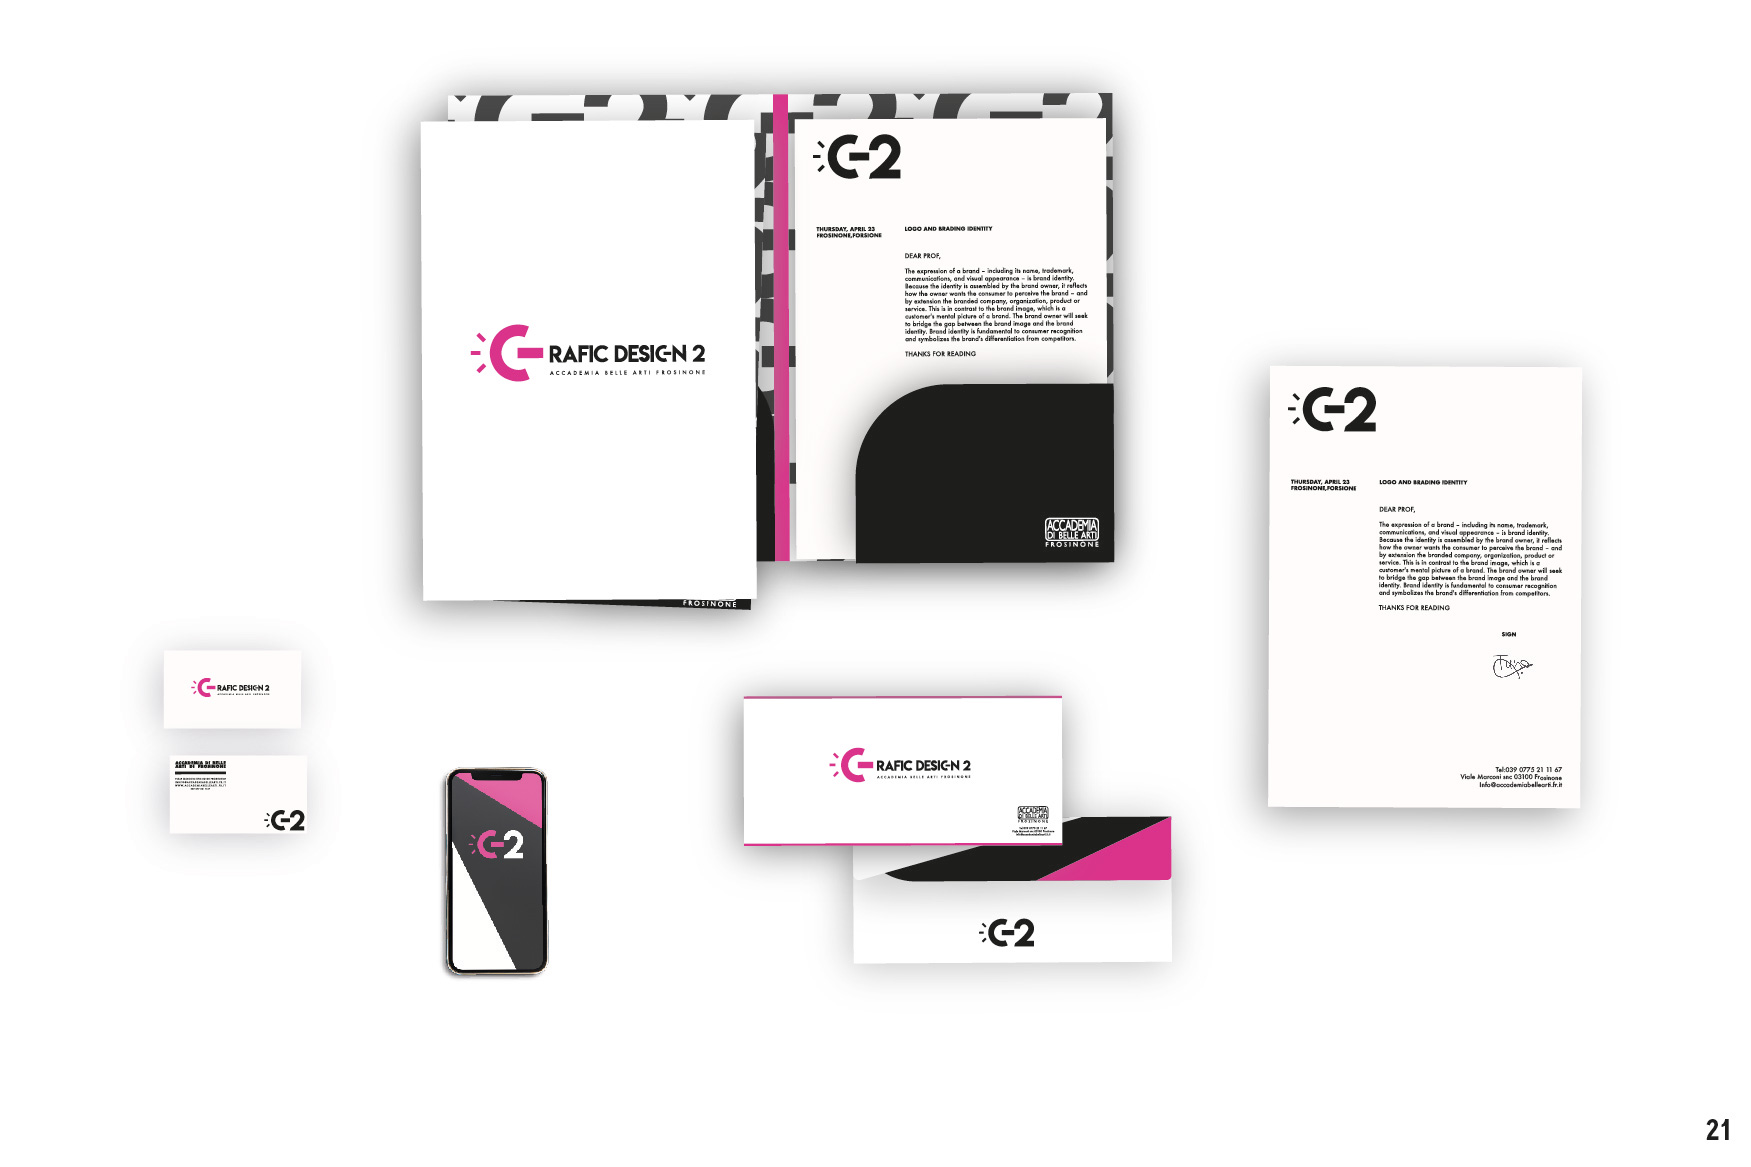 G-2
THURSDAY, APRIL 23
FROSINONE,FORSIONE
LOGO AND BRADING IDENTITY
DEAR PROF,
The expression of a brand – including its name, trademark,
communications, and visual appearance – is brand identity.
Because the identity is assembled by the brand owner, it reflects
how the owner wants the consumer to perceive the brand – and
by extension the branded company, organization, product or
service. This is in contrast to the brand image, which is a
customer's mental picture of a brand. The brand owner will seek
to bridge the gap between the brand image and the brand
identity. Brand identity is fundamental to consumer recognition
and symbolizes the brand's differentiation from competitors.
THANKS FOR READING
GRAFIC DESIGN 2
ACCADEMIA BELLE ARTI FROSINONE
ACCADEMIA
DI BELLE ARTI
FROSINONE
FROSINONE
G-2
THURSDAY, APRIL 23
FROSINONE,FORSIONE
LOGO AND BRADING IDENTITY
DEAR PROF,
The expression of a brand – including its name, trademark,
communications, and visual appearance – is brand identity.
Because the identity is assembled by the brand owner, it reflects
how the owner wants the consumer to perceive the brand – and
by extension the branded company, organization, product or
service. This is in contrast to the brand image, which is a
customer's mental picture of a brand. The brand owner will seek
to bridge the gap between the brand image and the brand
identity. Brand identity is fundamental to consumer recognition
and symbolizes the brand's differentiation from competitors.
THANKS FOR READING
SIGN
Tel:039 0775 21 11 67
Viale Marconi snc 03100 Frosinone
Info@accademiabellearti.fr.it
GRAFIC DESIGN 2
ACCADEMIA BELLE ARTI FROSINONE
ACCADEMIA DI BELLE
ARTI DI FROSINONE
G-2
G-2
GRAFIC DESIGN 2
ACCADEMIA BELLE ARTI FROSINONE
ACCADEMIA
DI BELLE ARTI
FROSINONE
G-2
21